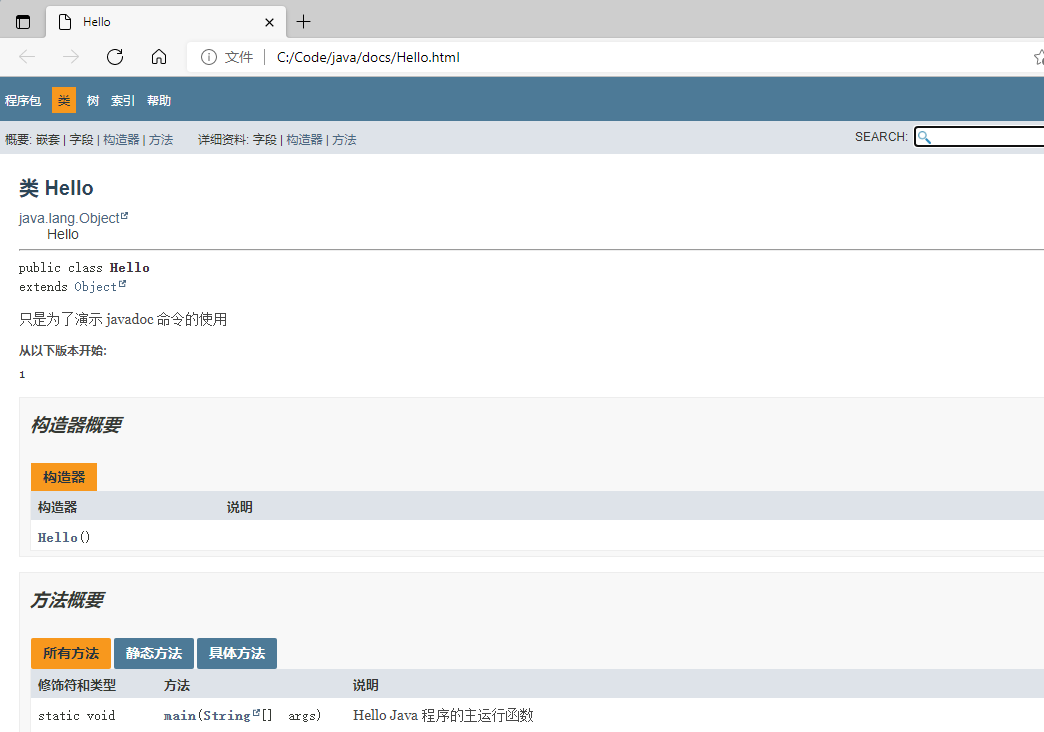 Hello
文件 C:/Code/java/docs/Hello.html
程序包 类 树 索引 帮助
概要: 嵌套 | 字段 | 构造器 | 方法 详细资料: 字段 | 构造器 | 方法 SEARCH:
类 Hello
java.lang.Object
Hello
public class Hello
extends Object
只是为了演示 javadoc 命令的使用
从以下版本开始:
1
构造器概要
构造器
构造器 说明
Hello()
方法概要
所有方法 静态方法 具体方法
修饰符和类型 方法 说明
static void main(String[] args) Hello Java 程序的主运行函数